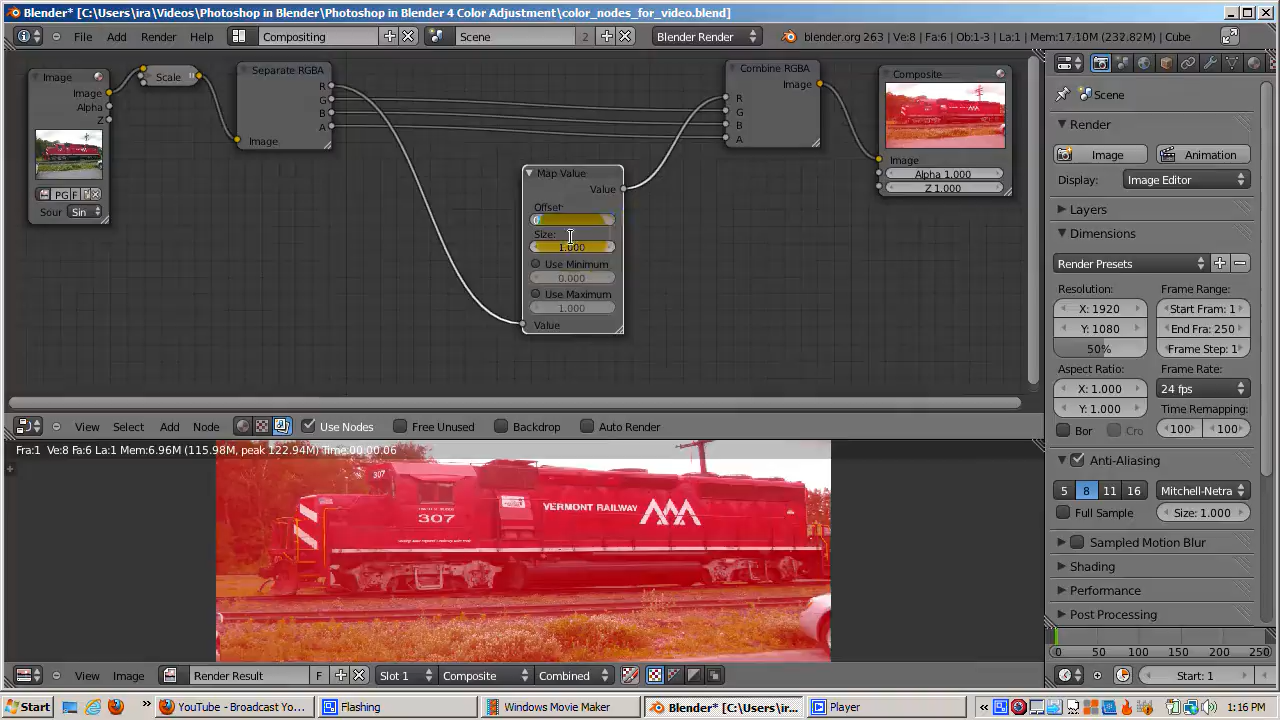 Blender* [C:\Users\ira\Videos\Photoshop in Blender\Photoshop in Blender 4 Color Adjustment\color_nodes_for_video.blend]
File Add Render Help Compositing Scene 2 Blender Render blender.org 263 | Ve:8 | Fa:6 | Ob:1-3 | La:1 | Mem:17.10M (232.82M) | Cube
Image
Image
Alpha
Z
PG F
Sour Sin
Scale
Separate RGBA
R
G
B
A
Image
Map Value
Value
Offset:
0
Size:
1.000
Use Minimum
0.000
Use Maximum
1.000
Value
Combine RGBA
Image
R
G
B
A
Composite
Image
Alpha 1.000
Z 1.000
Scene
Render
Image Animation
Display: Image Editor
Layers
Dimensions
Render Presets
Resolution: Frame Range:
X: 1920 Start Fram: 1
Y: 1080 End Fra: 250
50% Frame Step: 1
Aspect Ratio: Frame Rate:
X: 1.000 24 fps
Y: 1.000 Time Remapping:
Bor Cro 100 100
Anti-Aliasing
5 8 11 16 Mitchell-Netra
Full Sample Size: 1.000
Sampled Motion Blur
Shading
Performance
Post Processing
0 50 100 150 200 250
Start: 1
View Select Add Node Use Nodes Free Unused Backdrop Auto Render
Fra:1 Ve:8 Fa:6 La:1 Mem:6.96M (115.98M, peak 122.94M) Time:00:00.06
307
VERMONT RAILWAY
307
View Image Render Result F Slot 1 Composite Combined
Start YouTube - Broadcast Yo... Flashing Windows Movie Maker Blender* [C:\Users\ira... Player 1:16 PM